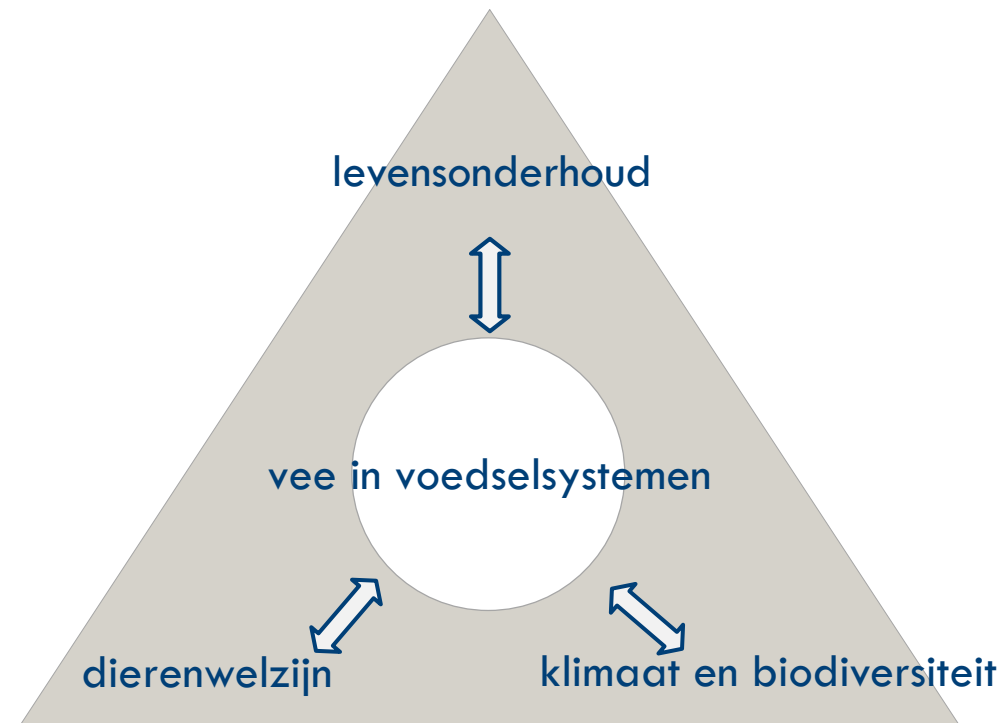 levensonderhoud
vee in voedselsystemen
dierenwelzijn
klimaat en biodiversiteit